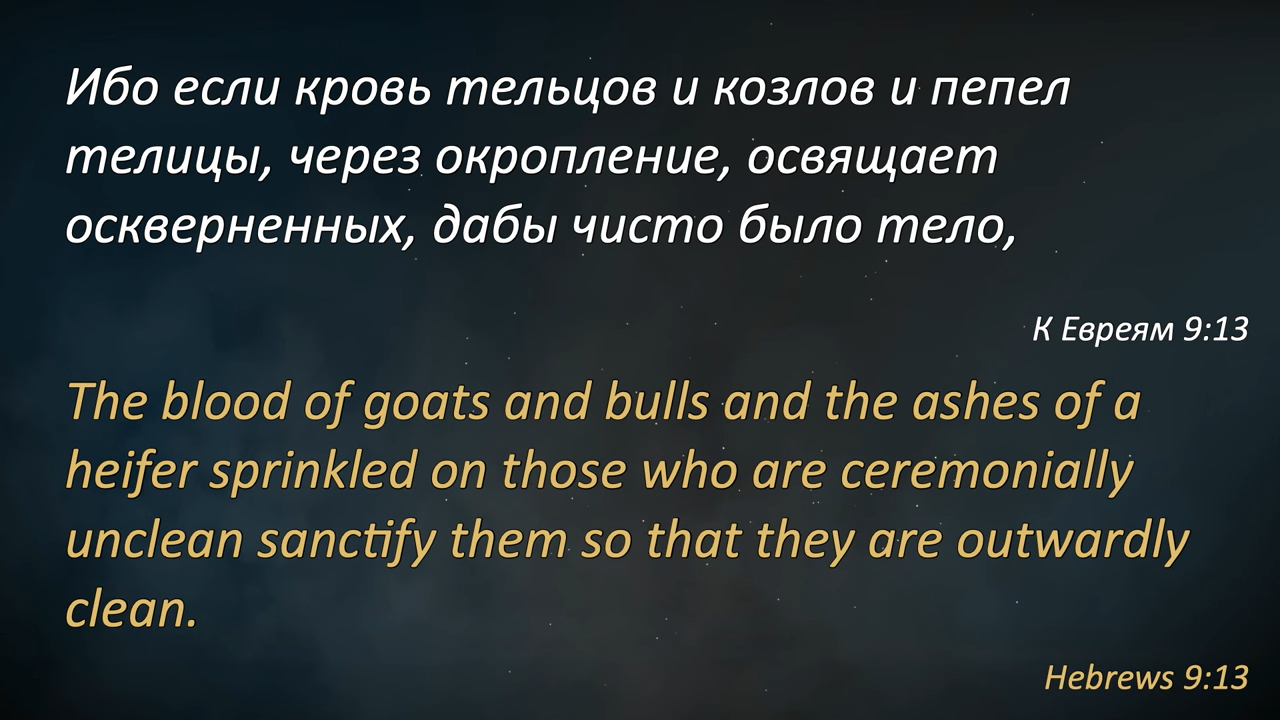 Ибо если кровь тельцов и козлов и пепел
телицы, через окропление, освящает
оскверненных, дабы чисто было тело,
К Евреям 9:13
The blood of goats and bulls and the ashes of a
heifer sprinkled on those who are ceremonially
unclean sanctify them so that they are outwardly
clean.
Hebrews 9:13